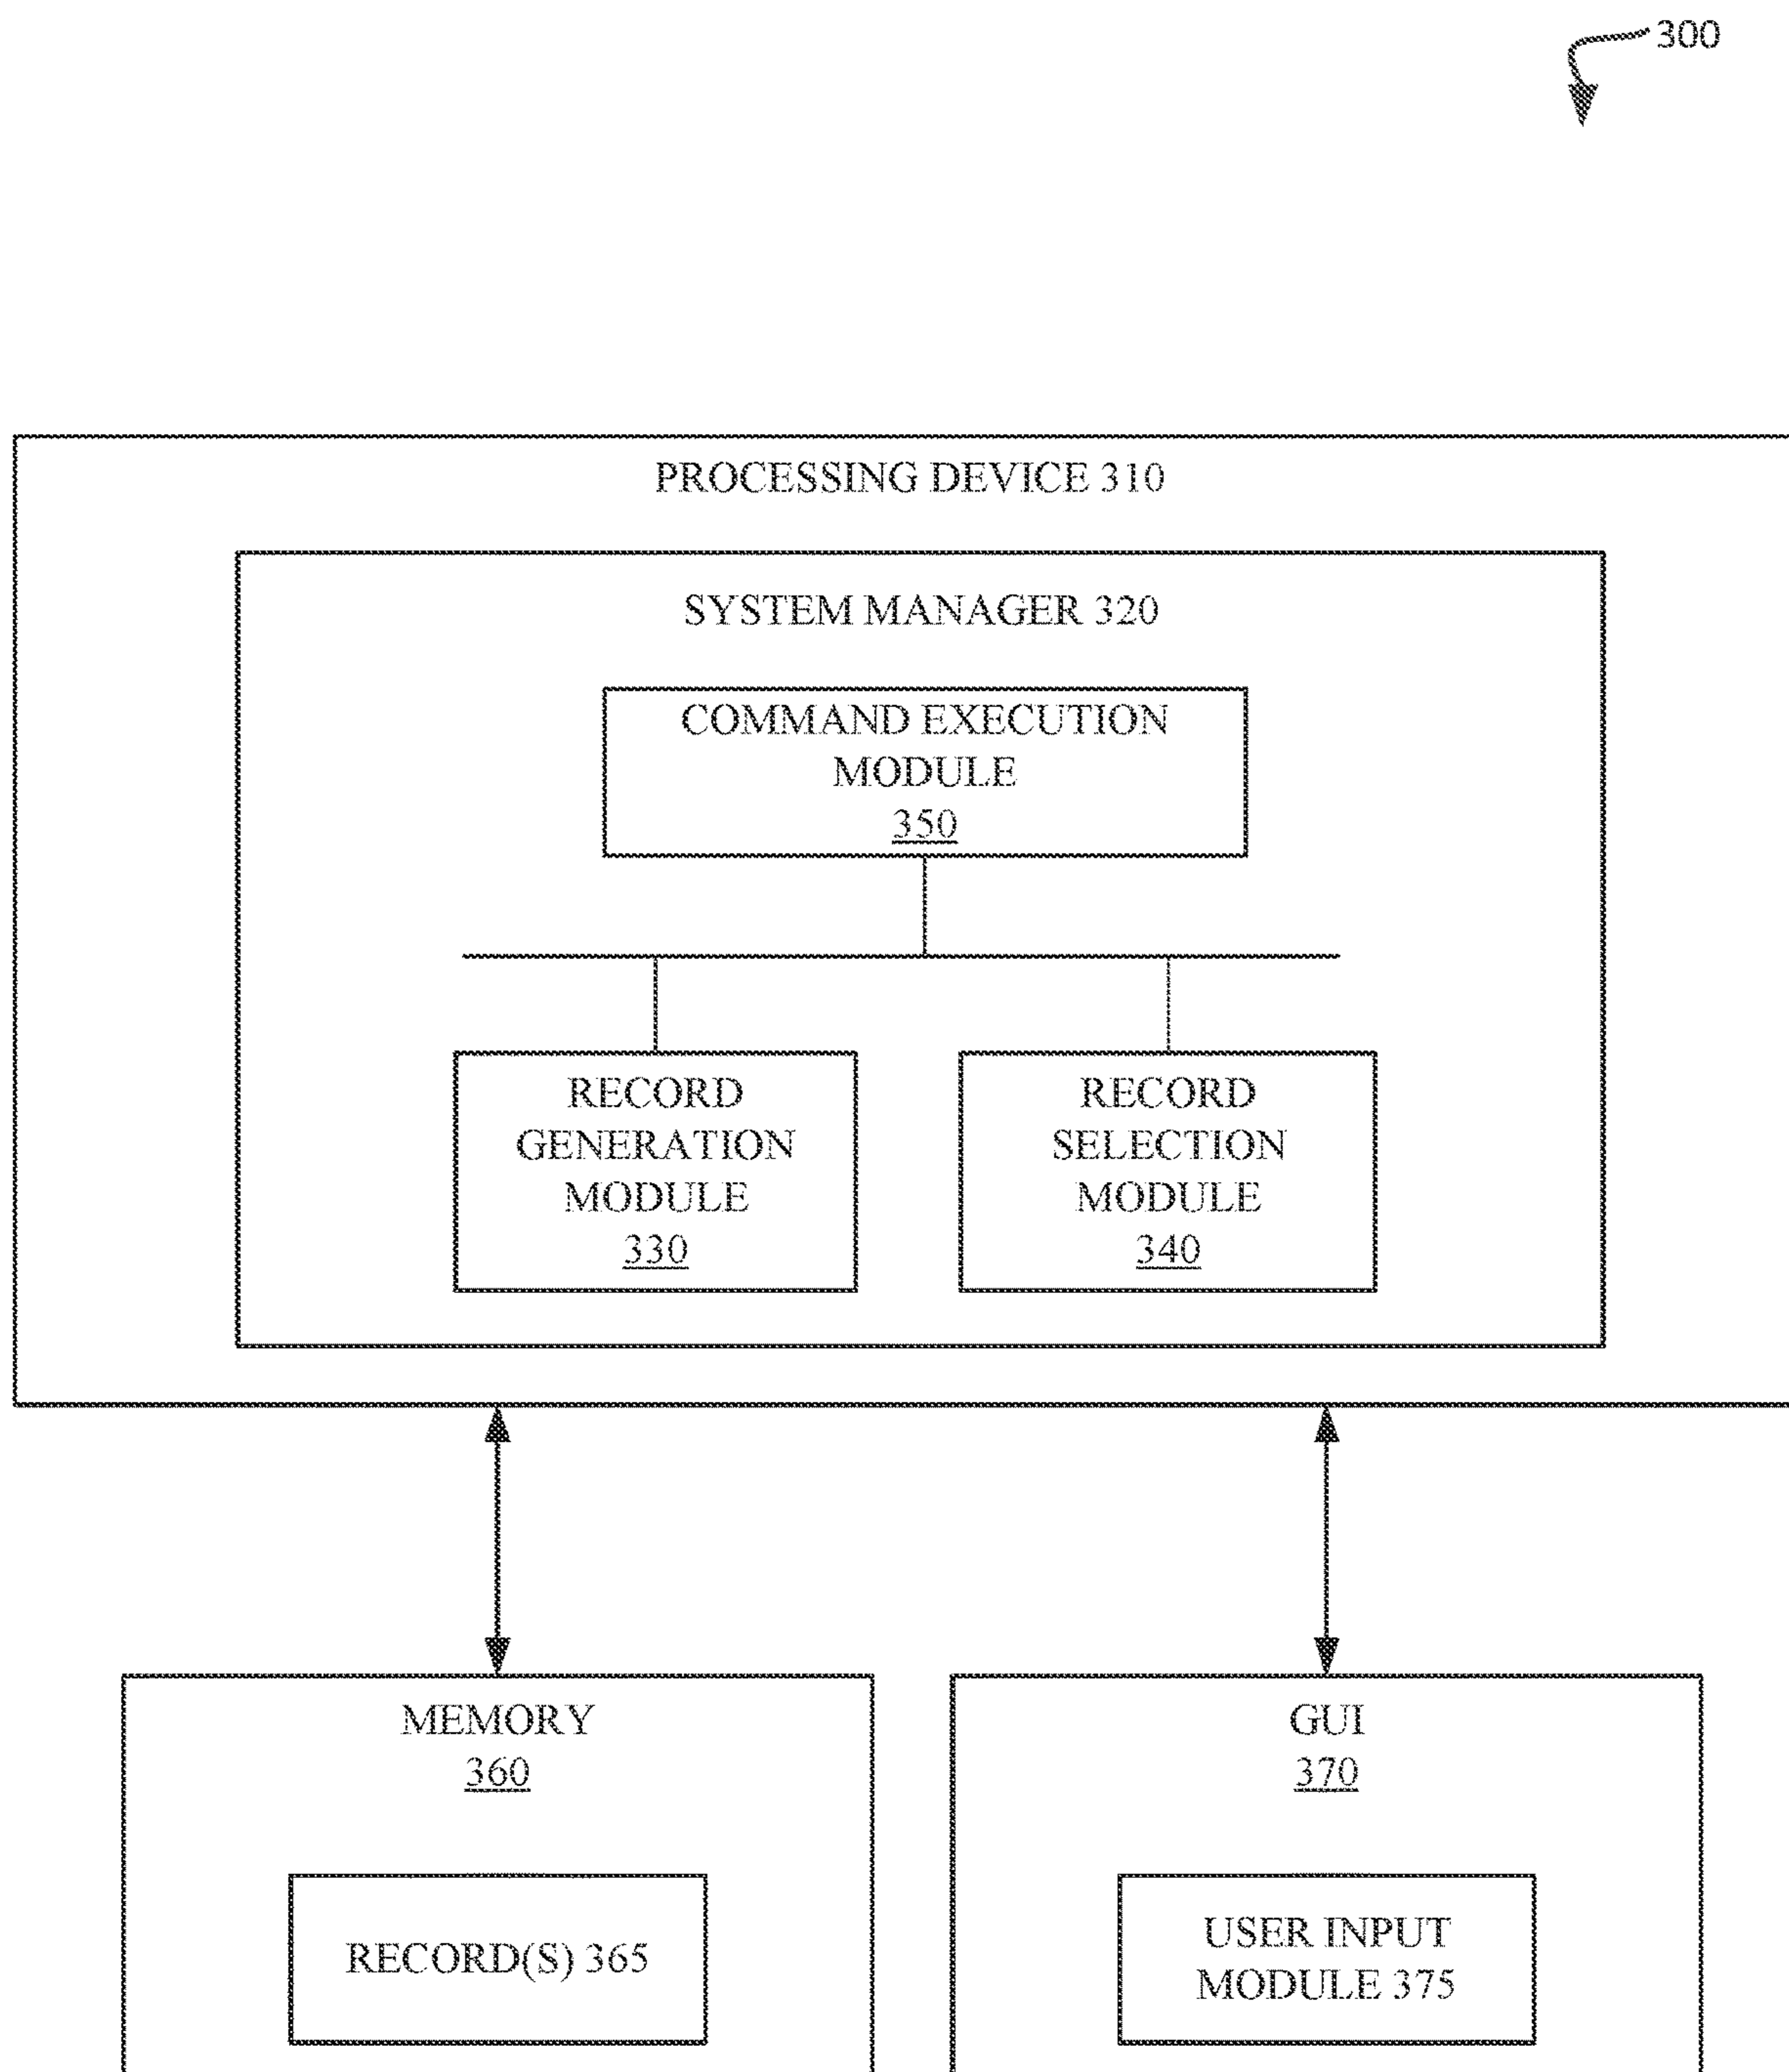 300
PROCESSING DEVICE 310
SYSTEM MANAGER 320
COMMAND EXECUTION
MODULE
350
RECORD
GENERATION
MODULE
330
RECORD
SELECTION
MODULE
340
MEMORY
360
RECORD(S) 365
GUI
370
USER INPUT
MODULE 375